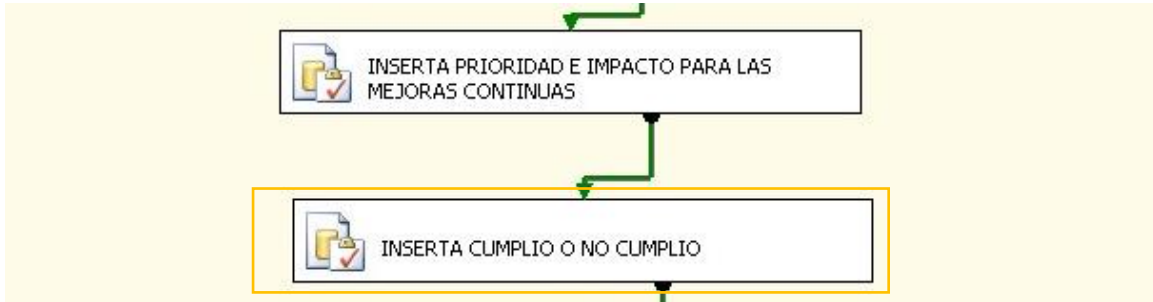 INSERTA PRIORIDAD E IMPACTO PARA LAS
MEJORAS CONTINUAS
INSERTA CUMPLIO O NO CUMPLIO